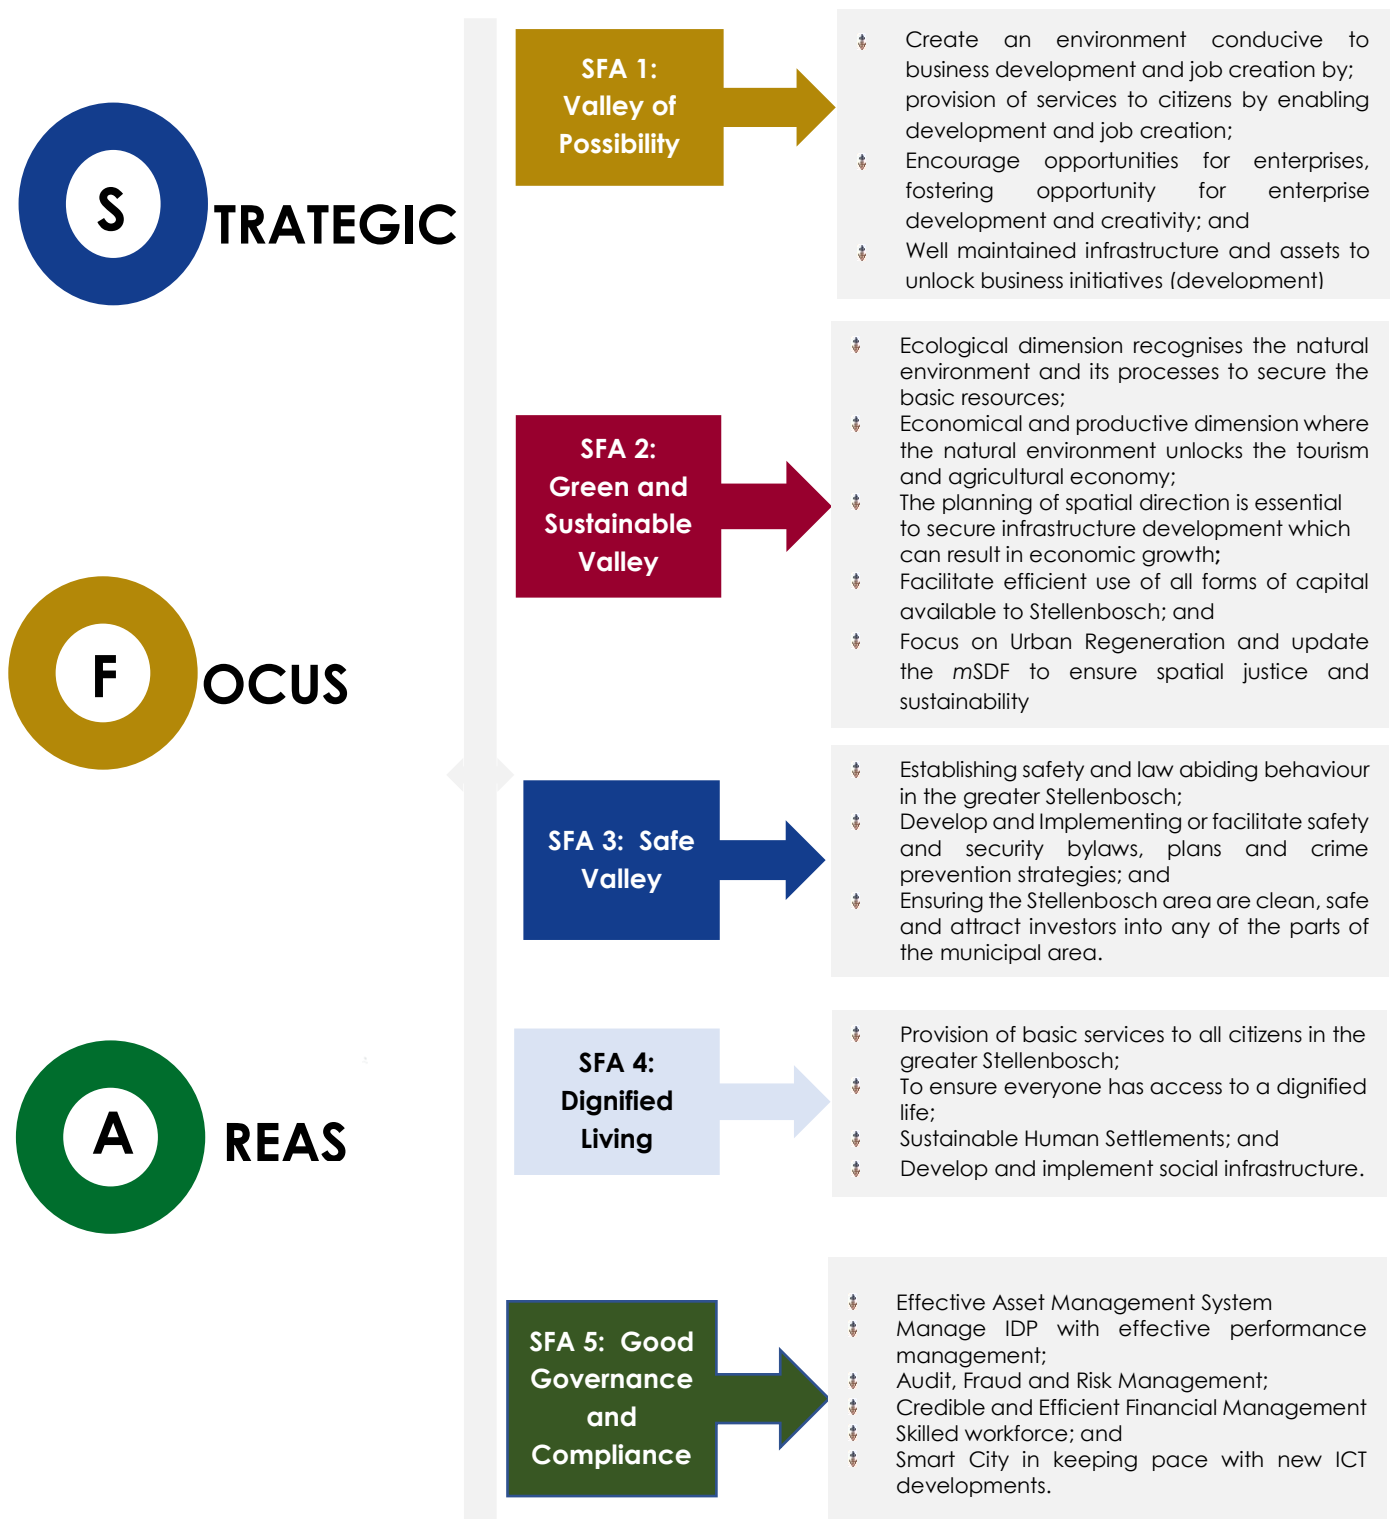 STRATEGIC
FOCUS
AREAS
SFA 1:
Valley of
Possibility
Create an environment conducive to
business development and job creation by;
provision of services to citizens by enabling
development and job creation;
Encourage opportunities for enterprises,
fostering opportunity for enterprise
development and creativity; and
Well maintained infrastructure and assets to
unlock business initiatives (development)
SFA 2:
Green and
Sustainable
Valley
Ecological dimension recognises the natural
environment and its processes to secure the
basic resources;
Economical and productive dimension where
the natural environment unlocks the tourism
and agricultural economy;
The planning of spatial direction is essential
to secure infrastructure development which
can result in economic growth;
Facilitate efficient use of all forms of capital
available to Stellenbosch; and
Focus on Urban Regeneration and update
the mSDF to ensure spatial justice and
sustainability
SFA 3: Safe
Valley
Establishing safety and law abiding behaviour
in the greater Stellenbosch;
Develop and Implementing or facilitate safety
and security bylaws, plans and crime
prevention strategies; and
Ensuring the Stellenbosch area are clean, safe
and attract investors into any of the parts of
the municipal area.
SFA 4:
Dignified
Living
Provision of basic services to all citizens in the
greater Stellenbosch;
To ensure everyone has access to a dignified
life;
Sustainable Human Settlements; and
Develop and implement social infrastructure.
SFA 5: Good
Governance
and
Compliance
Effective Asset Management System
Manage IDP with effective performance
management;
Audit, Fraud and Risk Management;
Credible and Efficient Financial Management
Skilled workforce; and
Smart City in keeping pace with new ICT
developments.